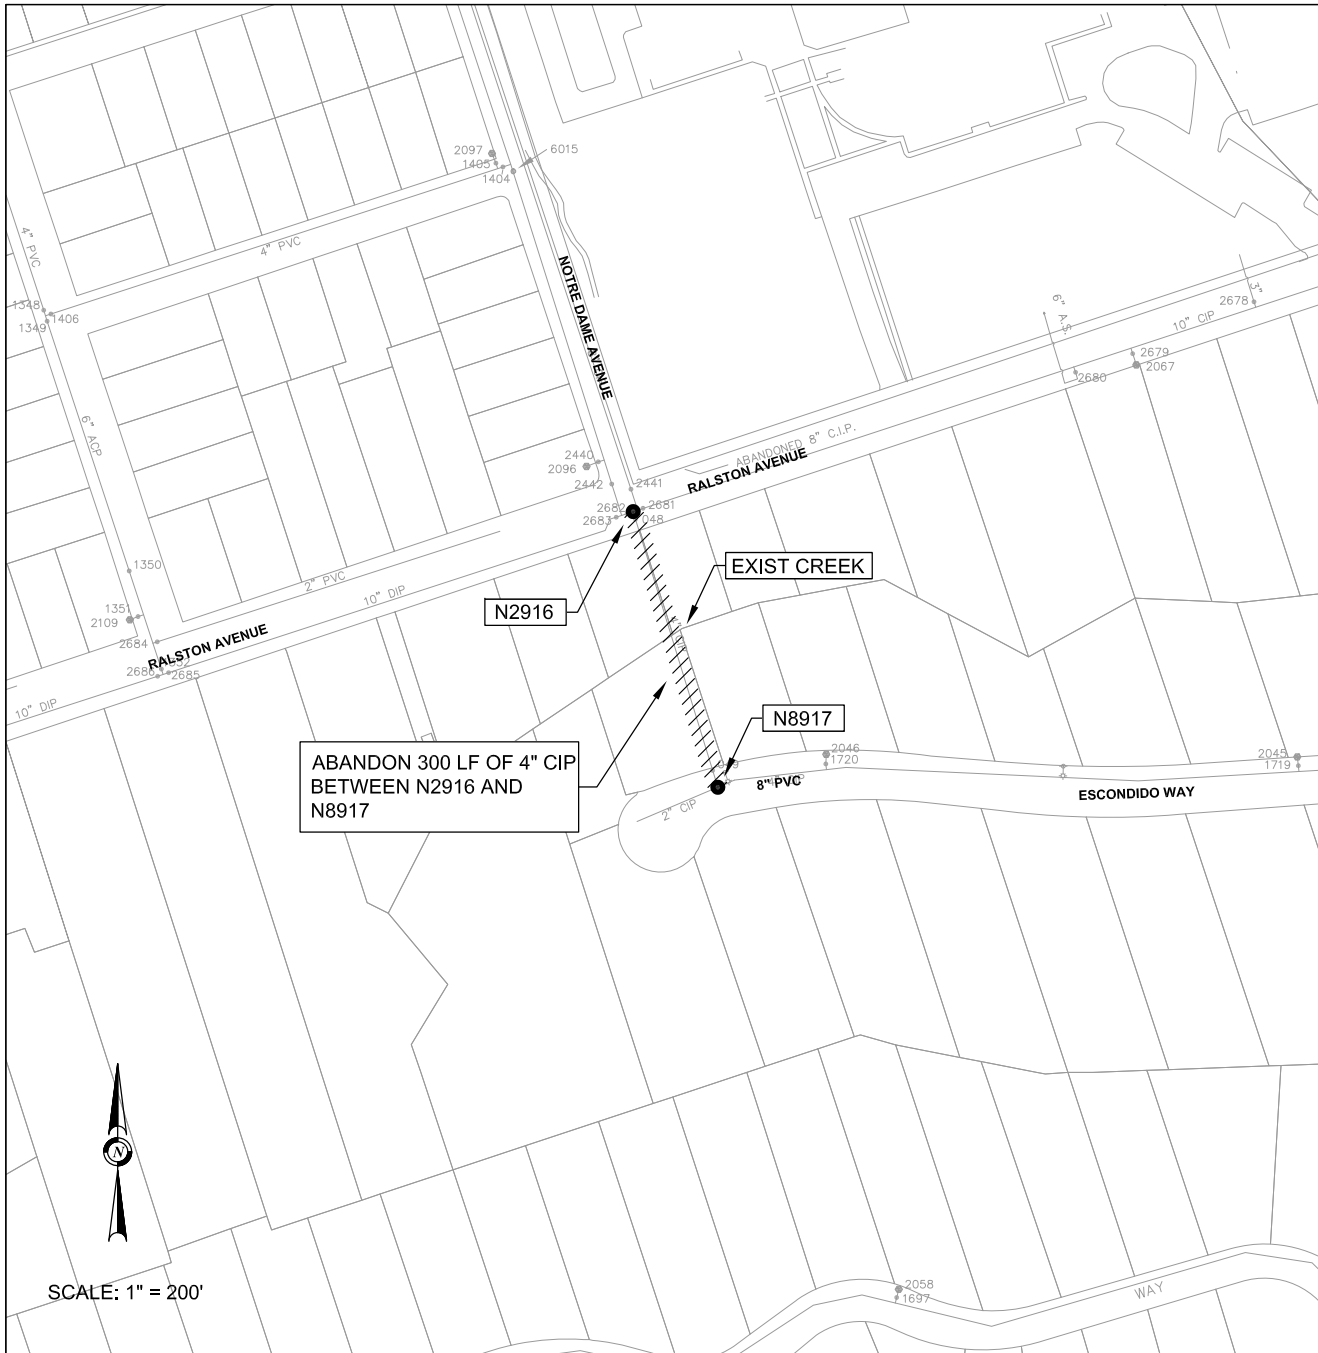 2097
1405
6015
1404
4" PVC
4" PVC
NOTRE DAME AVENUE
1348
1406
1349
6" A.S.
3"
2678
10" CIP
2679
2067
2680
6" ACP
ABANDONED 8" C.I.P.
RALSTON AVENUE
2440
2096
2442
2441
2682
2681
2683
048
1350
2" PVC
10" DIP
EXIST CREEK
N2916
1351
2109
2684
RALSTON AVENUE
2686
2685
10" DIP
N8917
ABANDON 300 LF OF 4" CIP
BETWEEN N2916 AND
N8917
2046
1720
2045
1719
8" PVC
ESCONDIDO WAY
2" CIP
N
SCALE: 1" = 200'
2058
1697
WAY